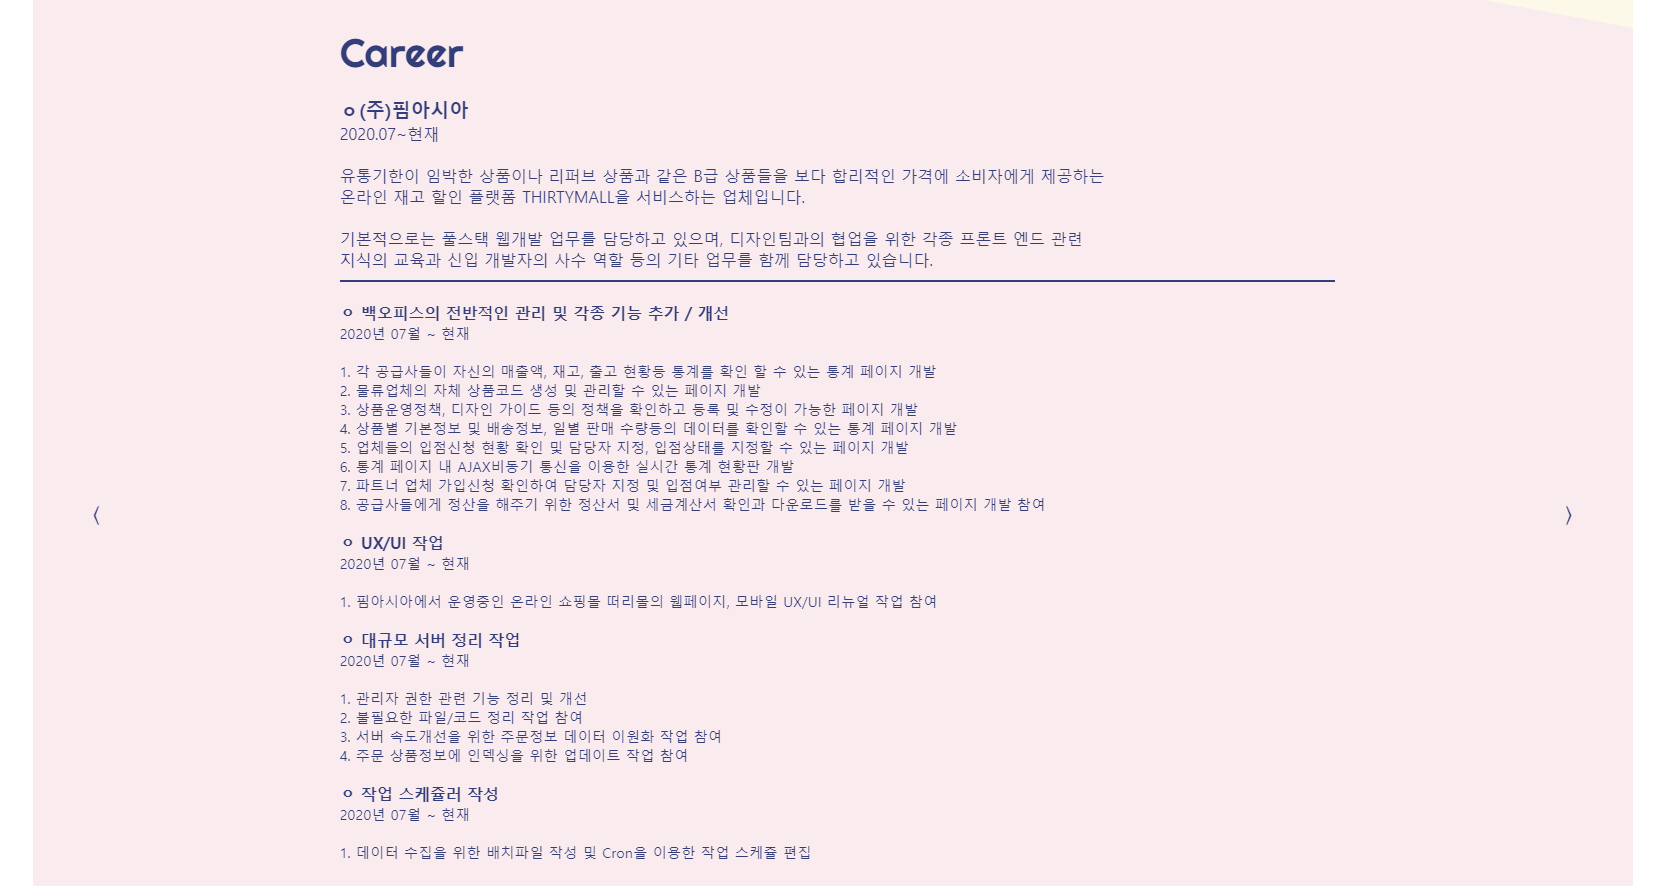 Career
ㅇ(주)핌아시아
2020.07~현재
유통기한이 임박한 상품이나 리퍼브 상품과 같은 B급 상품들을 보다 합리적인 가격에 소비자에게 제공하는
온라인 재고 할인 플랫폼 THIRTYMALL을 서비스하는 업체입니다.
기본적으로는 풀스택 웹개발 업무를 담당하고 있으며, 디자인팀과의 협업을 위한 각종 프론트 엔드 관련
지식의 교육과 신입 개발자의 사수 역할 등의 기타 업무를 함께 담당하고 있습니다.
ㅇ 백오피스의 전반적인 관리 및 각종 기능 추가 / 개선
2020년 07월 ~ 현재
1. 각 공급사들이 자신의 매출액, 재고, 출고 현황등 통계를 확인 할 수 있는 통계 페이지 개발
2. 물류업체의 자체 상품코드 생성 및 관리할 수 있는 페이지 개발
3. 상품운영정책, 디자인 가이드 등의 정책을 확인하고 등록 및 수정이 가능한 페이지 개발
4. 상품별 기본정보 및 배송정보, 일별 판매 수량등의 데이터를 확인할 수 있는 통계 페이지 개발
5. 업체들의 입점신청 현황 확인 및 담당자 지정, 입점상태를 지정할 수 있는 페이지 개발
6. 통계 페이지 내 AJAX비동기 통신을 이용한 실시간 통계 현황판 개발
7. 파트너 업체 가입신청 확인하여 담당자 지정 및 입점여부 관리할 수 있는 페이지 개발
8. 공급사들에게 정산을 해주기 위한 정산서 및 세금계산서 확인과 다운로드를 받을 수 있는 페이지 개발 참여
ㅇ UX/UI 작업
2020년 07월 ~ 현재
1. 핌아시아에서 운영중인 온라인 쇼핑몰 떠리몰의 웹페이지, 모바일 UX/UI 리뉴얼 작업 참여
ㅇ 대규모 서버 정리 작업
2020년 07월 ~ 현재
1. 관리자 권한 관련 기능 정리 및 개선
2. 불필요한 파일/코드 정리 작업 참여
3. 서버 속도개선을 위한 주문정보 데이터 이원화 작업 참여
4. 주문 상품정보에 인덱싱을 위한 업데이트 작업 참여
ㅇ 작업 스케쥴러 작성
2020년 07월 ~ 현재
1. 데이터 수집을 위한 배치파일 작성 및 Cron을 이용한 작업 스케쥴 편집